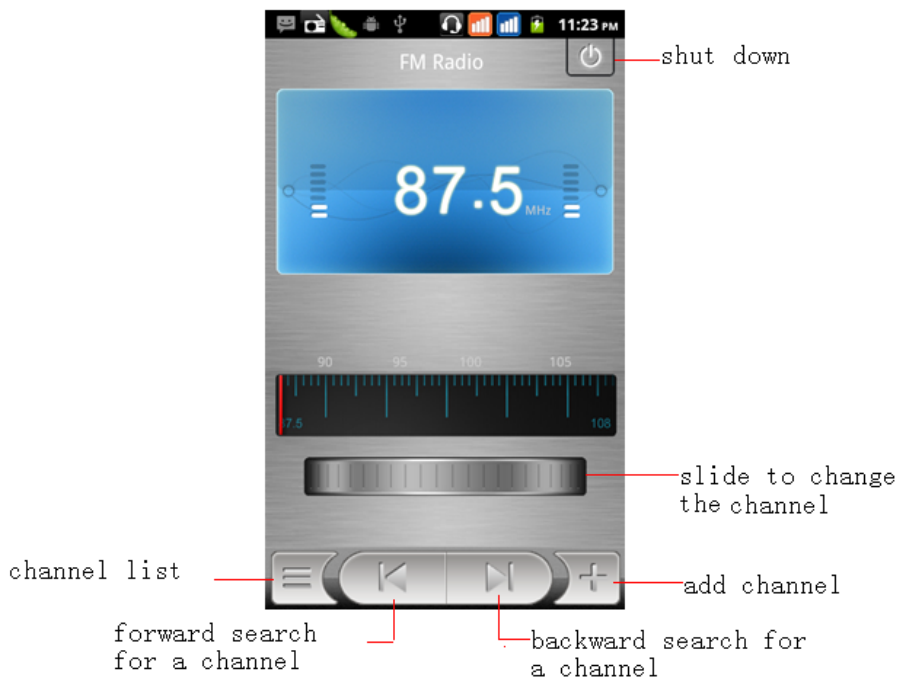 11:23 PM
FM Radio
shut down
87.5 MHz
90 95 100 105
87.5 108
slide to change
the channel
channel list
add channel
forward search
for a channel
backward search for
a channel